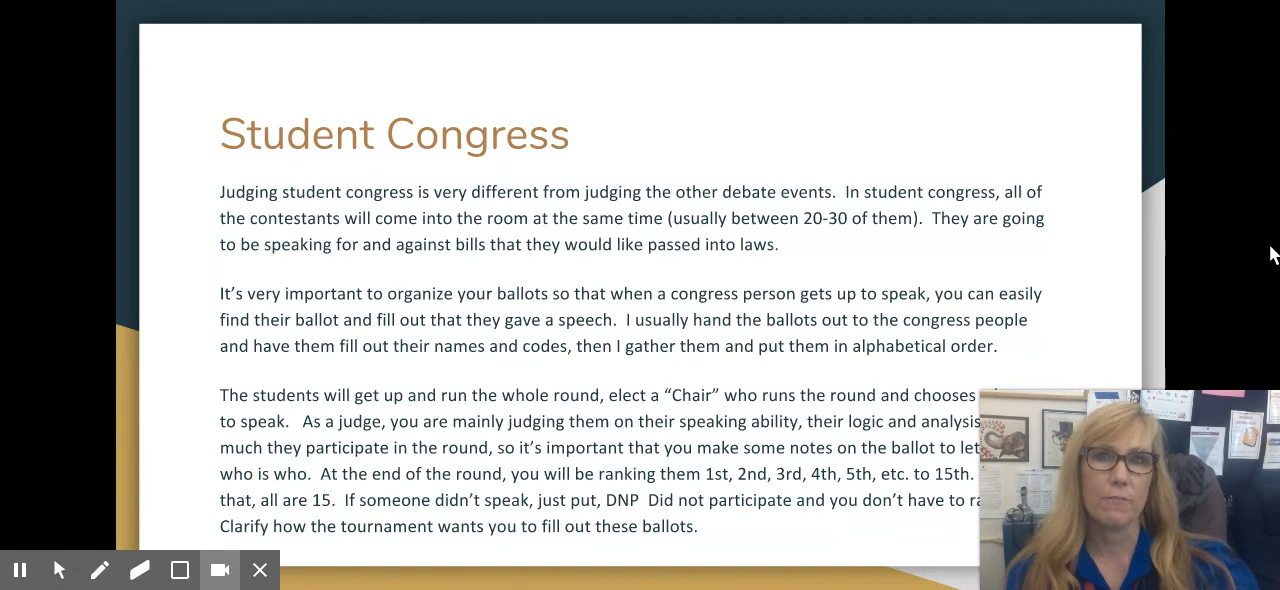 Student Congress
Judging student congress is very different from judging the other debate events.  In student congress, all of
the contestants will come into the room at the same time (usually between 20-30 of them).  They are going
to be speaking for and against bills that they would like passed into laws.
It’s very important to organize your ballots so that when a congress person gets up to speak, you can easily
find their ballot and fill out that they gave a speech.  I usually hand the ballots out to the congress people
and have them fill out their names and codes, then I gather them and put them in alphabetical order.
The students will get up and run the whole round, elect a “Chair” who runs the round and chooses
to speak.   As a judge, you are mainly judging them on their speaking ability, their logic and analysis
much they participate in the round, so it’s important that you make some notes on the ballot to let
who is who.  At the end of the round, you will be ranking them 1st, 2nd, 3rd, 4th, 5th, etc. to 15th.
that, all are 15.  If someone didn’t speak, just put, DNP  Did not participate and you don’t have to
Clarify how the tournament wants you to fill out these ballots.